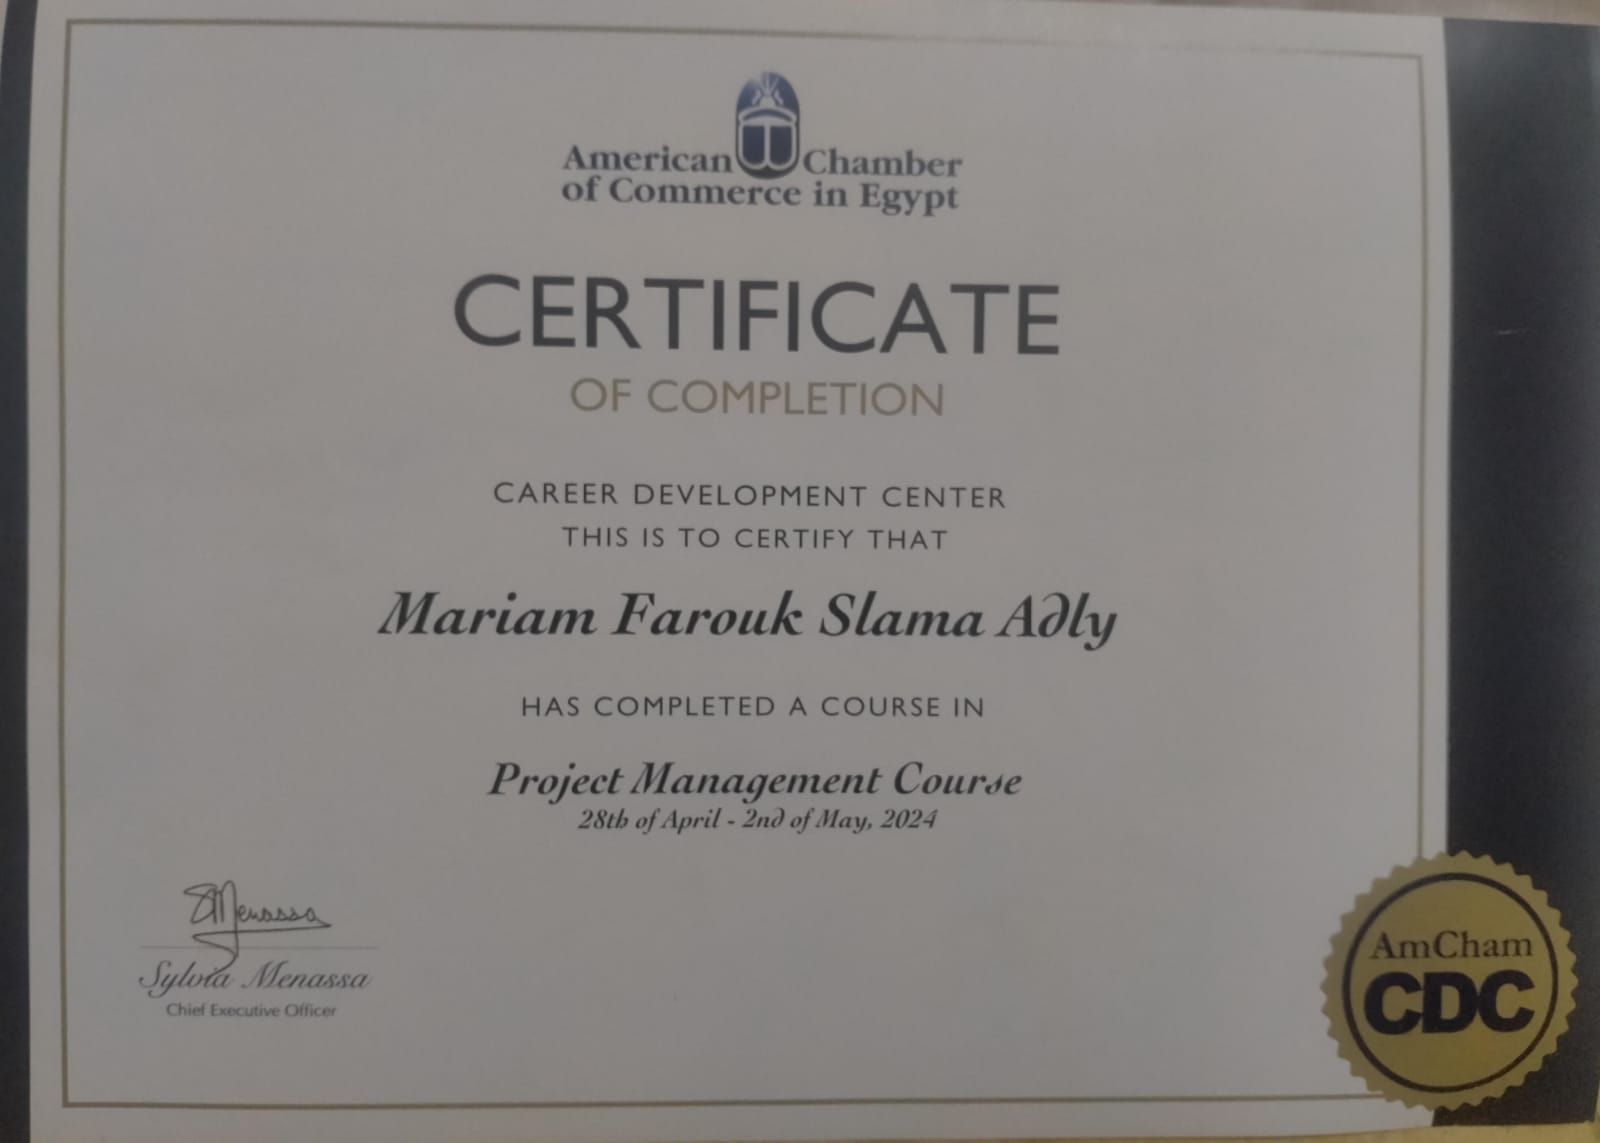 American Chamber
of Commerce in Egypt
CERTIFICATE
OF COMPLETION
CAREER DEVELOPMENT CENTER
THIS IS TO CERTIFY THAT
Mariam Farouk Slama Adly
HAS COMPLETED A COURSE IN
Project Management Course
28th of April - 2nd of May, 2024
SMenassa
Sylvia Menassa
Chief Executive Officer
AmCham
CDC